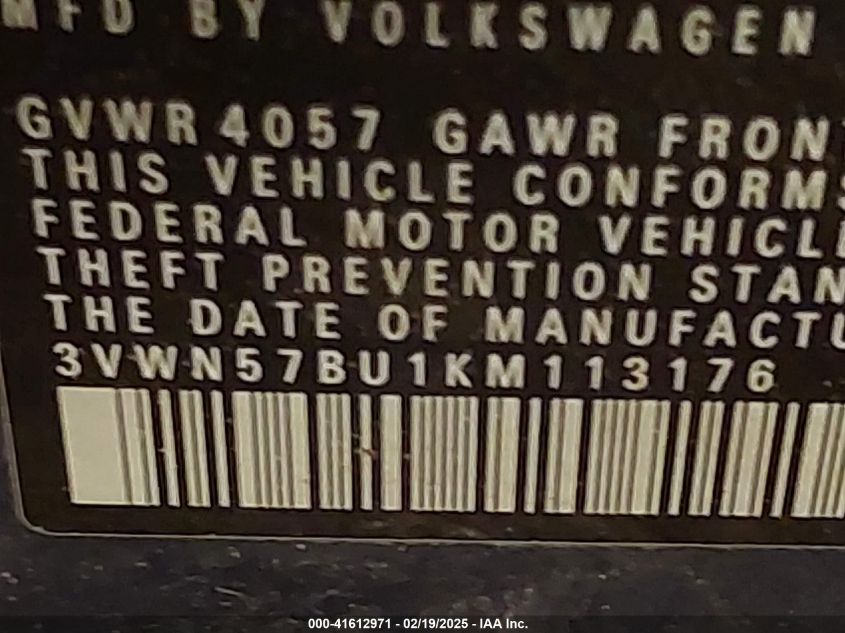 MFD BY VOLKSWAGEN
GVWR 4057 GAWR FRON
THIS VEHICLE CONFORMS
FEDERAL MOTOR VEHICL
THEFT PREVENTION STAN
THE DATE OF MANUFACTU
3VWN57BU1KM113176
000-41612971 - 02/19/2025 - IAA Inc.